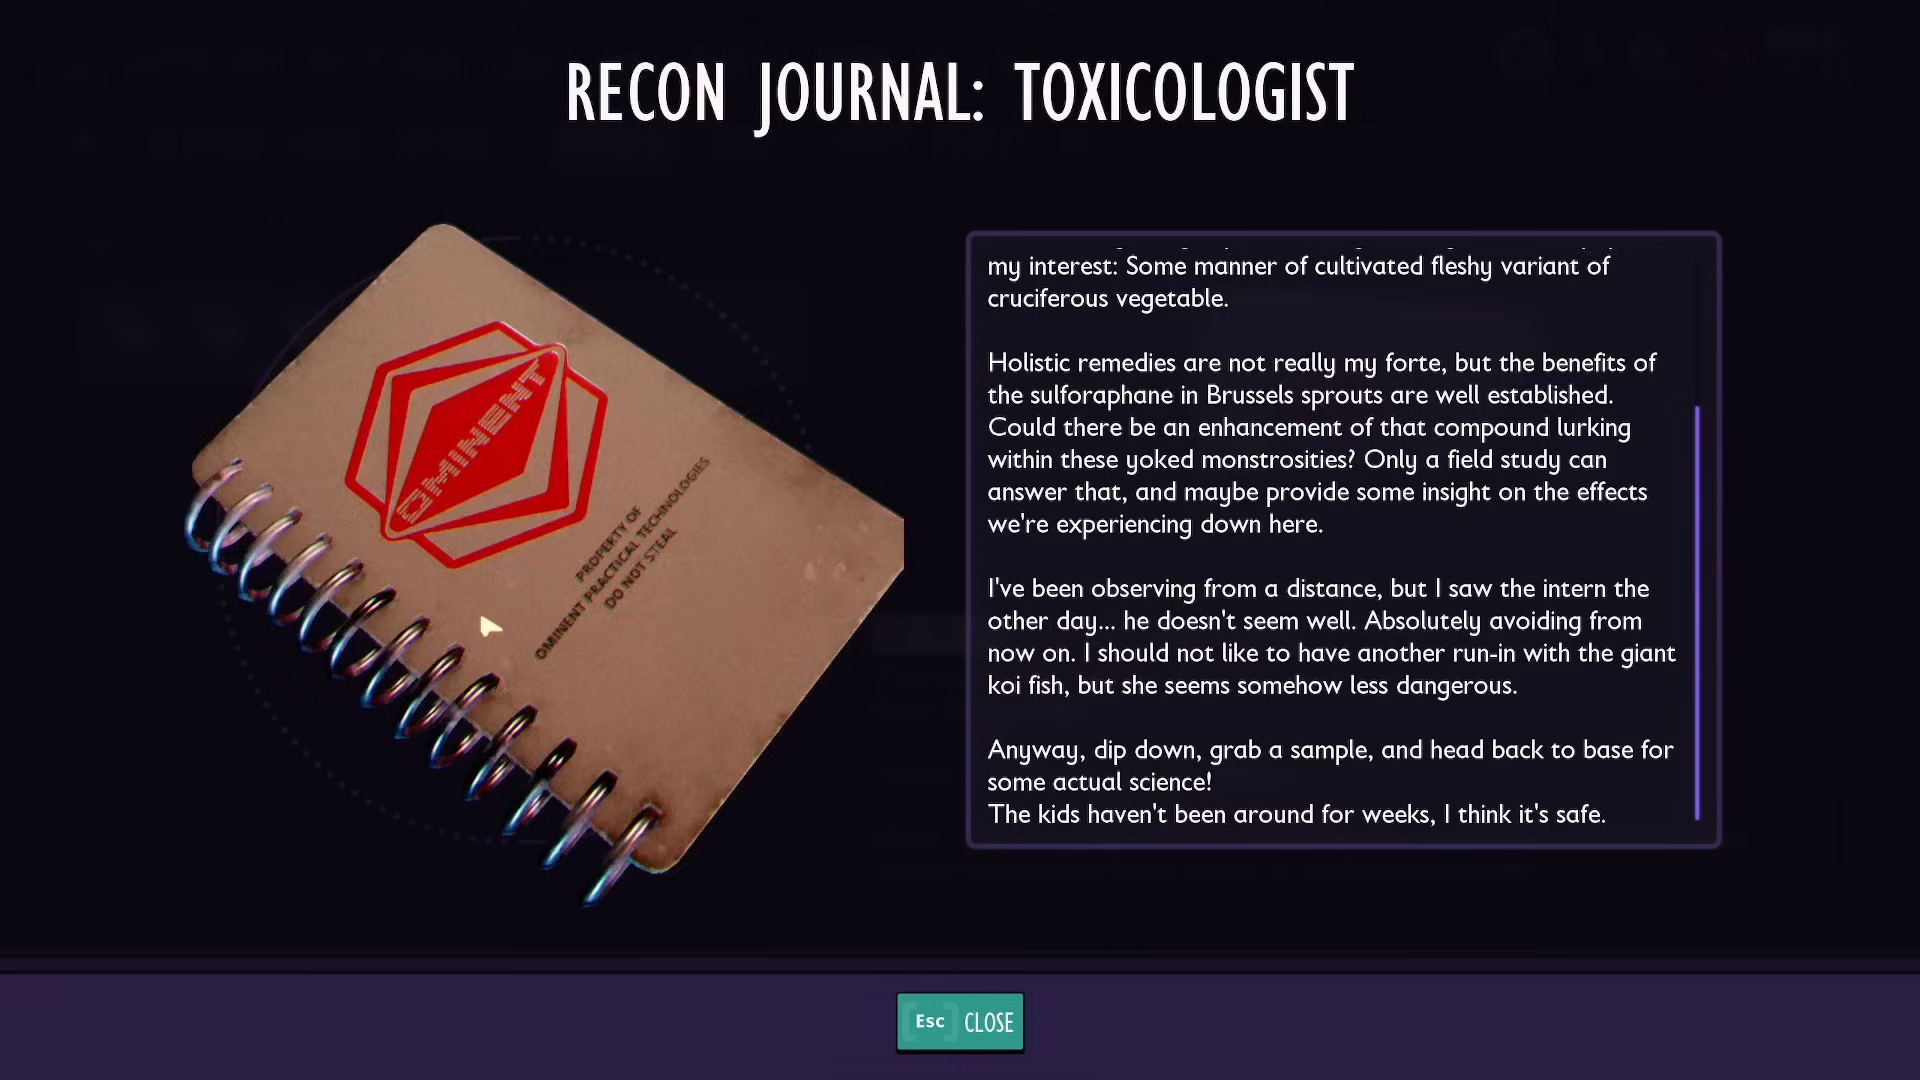 RECON JOURNAL: TOXICOLOGIST
OMINENT
PROPERTY OF
OMINENT PRACTICAL TECHNOLOGIES
DO NOT STEAL
my interest: Some manner of cultivated fleshy variant of
cruciferous vegetable.
Holistic remedies are not really my forte, but the benefits of
the sulforaphane in Brussels sprouts are well established.
Could there be an enhancement of that compound lurking
within these yoked monstrosities? Only a field study can
answer that, and maybe provide some insight on the effects
we're experiencing down here.
I've been observing from a distance, but I saw the intern the
other day... he doesn't seem well. Absolutely avoiding from
now on. I should not like to have another run-in with the giant
koi fish, but she seems somehow less dangerous.
Anyway, dip down, grab a sample, and head back to base for
some actual science!
The kids haven't been around for weeks, I think it's safe.
Esc CLOSE